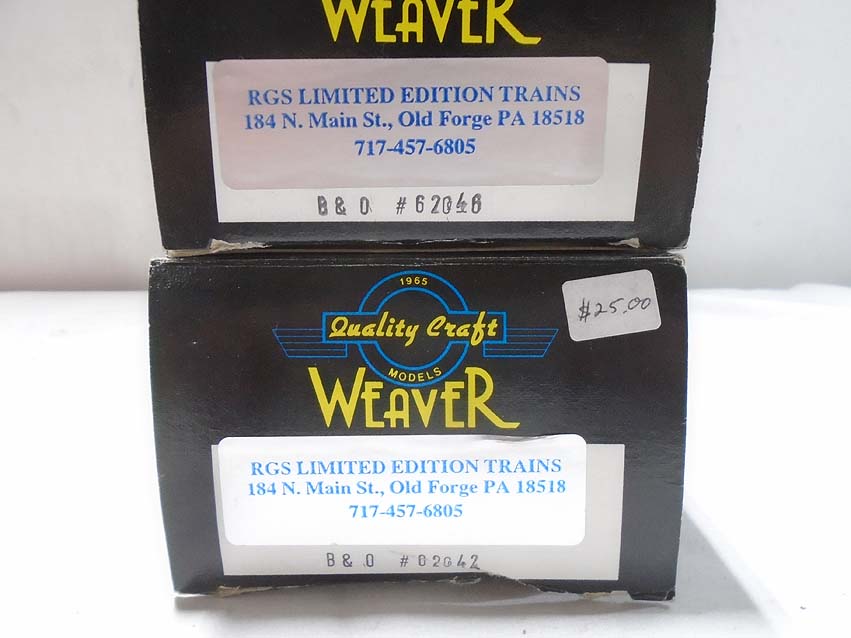 WEAVER
RGS LIMITED EDITION TRAINS
184 N. Main St., Old Forge PA 18518
717-457-6805
B & O # 62048
1965
Quality Craft
MODELS
WEAVER
$25.00
RGS LIMITED EDITION TRAINS
184 N. Main St., Old Forge PA 18518
717-457-6805
B & O # 62042